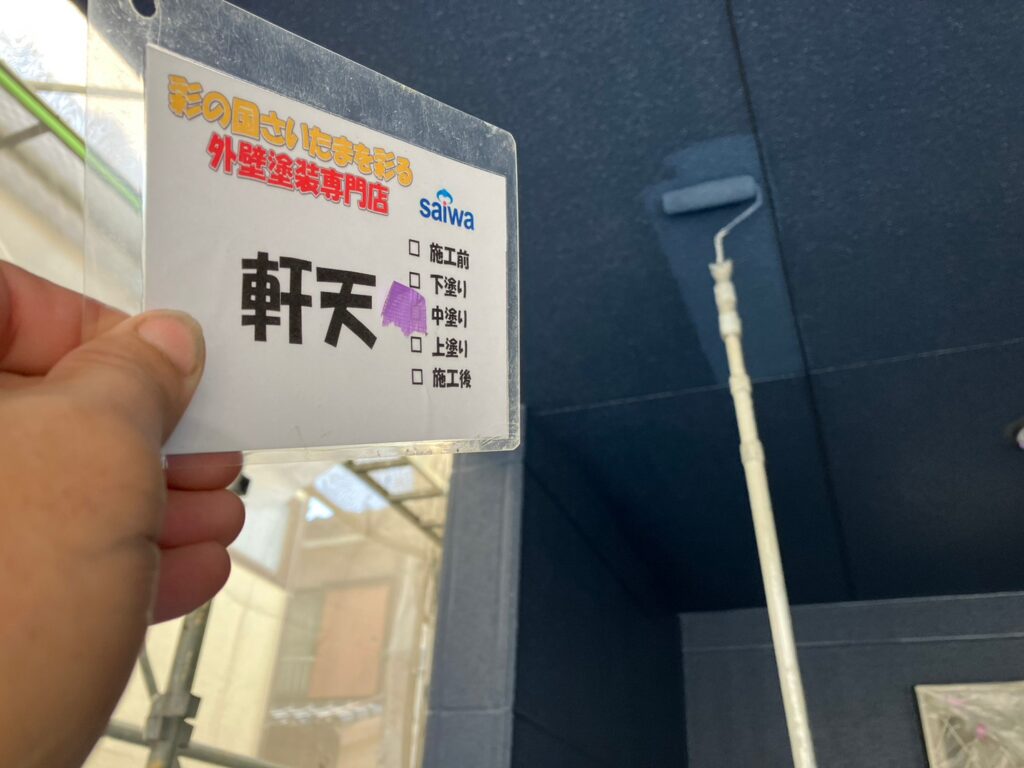 彩の国さいたまを彩る
外壁塗装専門店
saiwa
軒天
□ 施工前
□ 下塗り
中塗り
□ 上塗り
□ 施工後